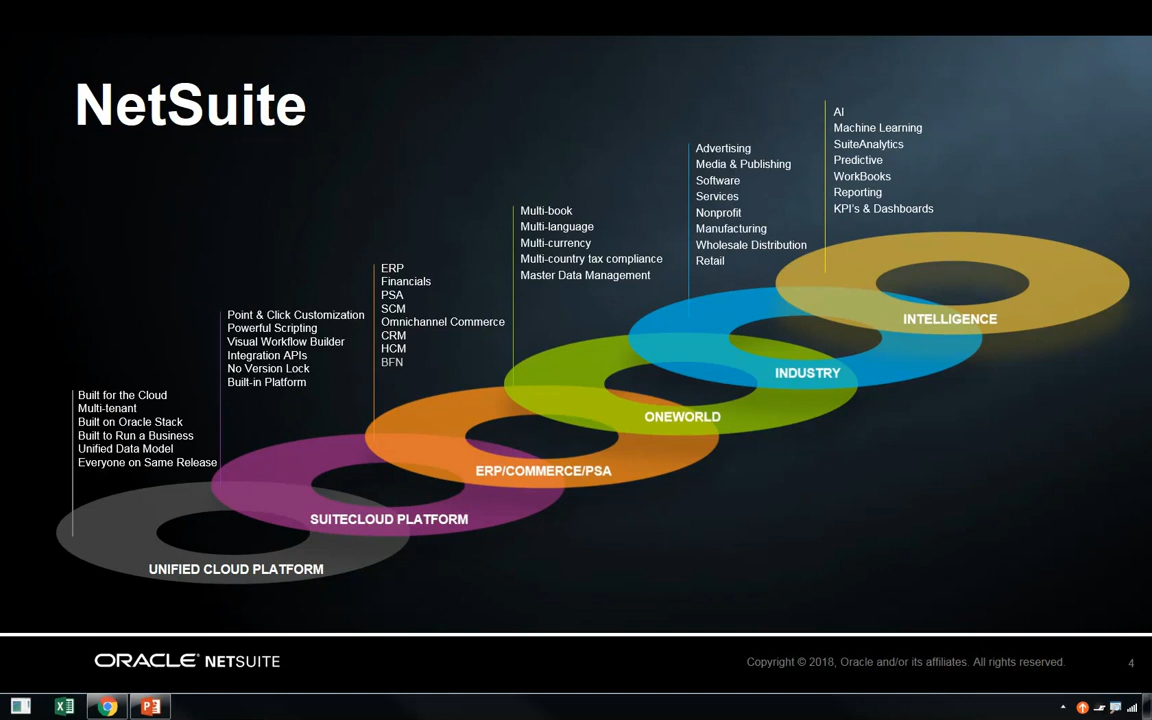 NetSuite
Built for the Cloud
Multi-tenant
Built on Oracle Stack
Built to Run a Business
Unified Data Model
Everyone on Same Release
UNIFIED CLOUD PLATFORM
Point & Click Customization
Powerful Scripting
Visual Workflow Builder
Integration APIs
No Version Lock
Built-in Platform
SUITECLOUD PLATFORM
ERP
Financials
PSA
SCM
Omnichannel Commerce
CRM
HCM
BFN
ERP/COMMERCE/PSA
Multi-book
Multi-language
Multi-currency
Multi-country tax compliance
Master Data Management
ONEWORLD
Advertising
Media & Publishing
Software
Services
Nonprofit
Manufacturing
Wholesale Distribution
Retail
INDUSTRY
AI
Machine Learning
SuiteAnalytics
Predictive
WorkBooks
Reporting
KPI's & Dashboards
INTELLIGENCE
ORACLE® NETSUITE
Copyright © 2018, Oracle and/or its affiliates. All rights reserved.
4